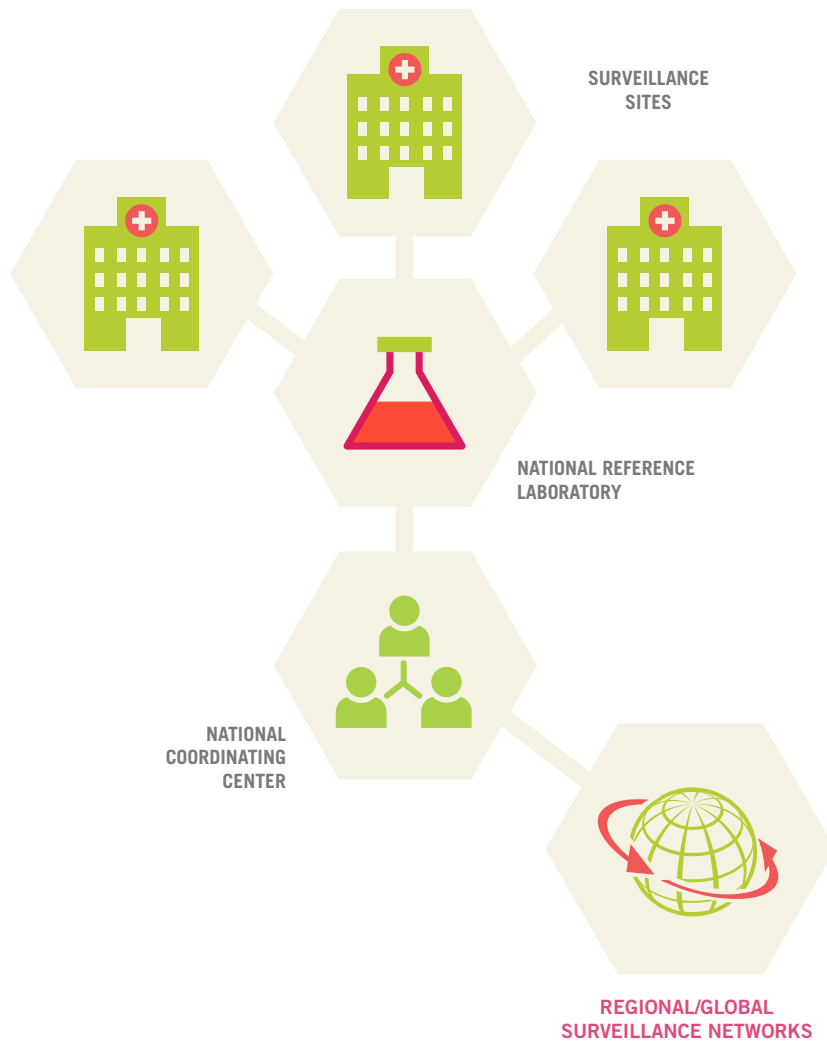 SURVEILLANCE
SITES
NATIONAL REFERENCE
LABORATORY
NATIONAL
COORDINATING
CENTER
REGIONAL/GLOBAL
SURVEILLANCE NETWORKS